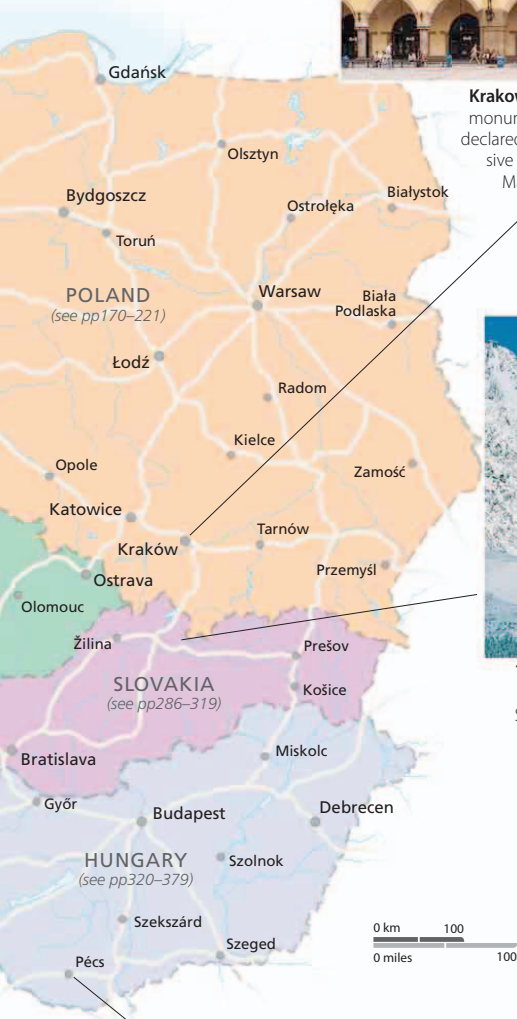 Gdańsk
Krakow
monu
declared
sive
M
Olsztyn
Bydgoszcz
Ostrołęka
Białystok
Toruń
POLAND
(see pp170–221)
Warsaw
Biała
Podlaska
Łodź
Radom
Kielce
Opole
Zamość
Katowice
Kraków
Tarnów
Przemyśl
Ostrava
Olomouc
Žilina
Prešov
SLOVAKIA
(see pp286–319)
Košice
Bratislava
Miskolc
Győr
Budapest
Debrecen
HUNGARY
(see pp320–379)
Szolnok
Szekszárd
Szeged
Pécs
0 km 100
0 miles 100